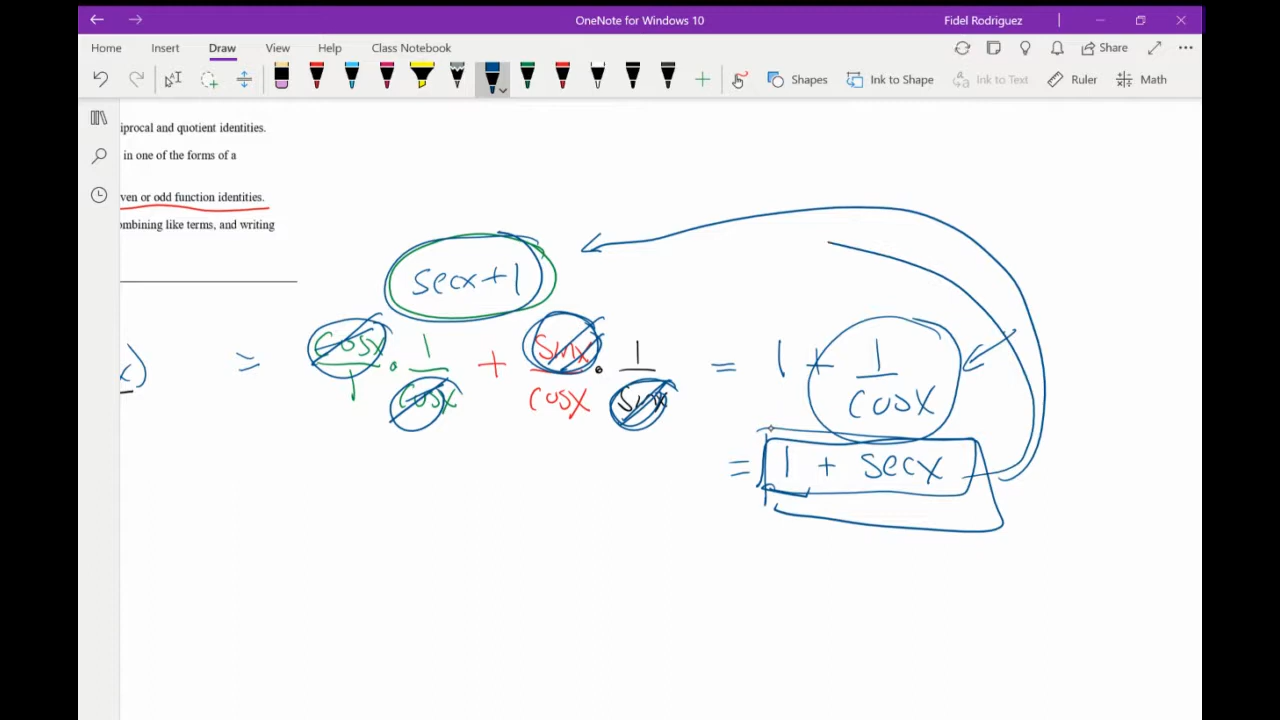 OneNote for Windows 10
Fidel Rodriguez
Home Insert Draw View Help Class Notebook Share
Shapes Ink to Shape Ink to Text Ruler Math
iprocal and quotient identities.
in one of the forms of a
ven or odd function identities.
ombining like terms, and writing
secx+1
x) = cosx/1 · 1/cosx + sinx/cosx · 1/sinx = 1 + 1/cosx
= 1 + secx